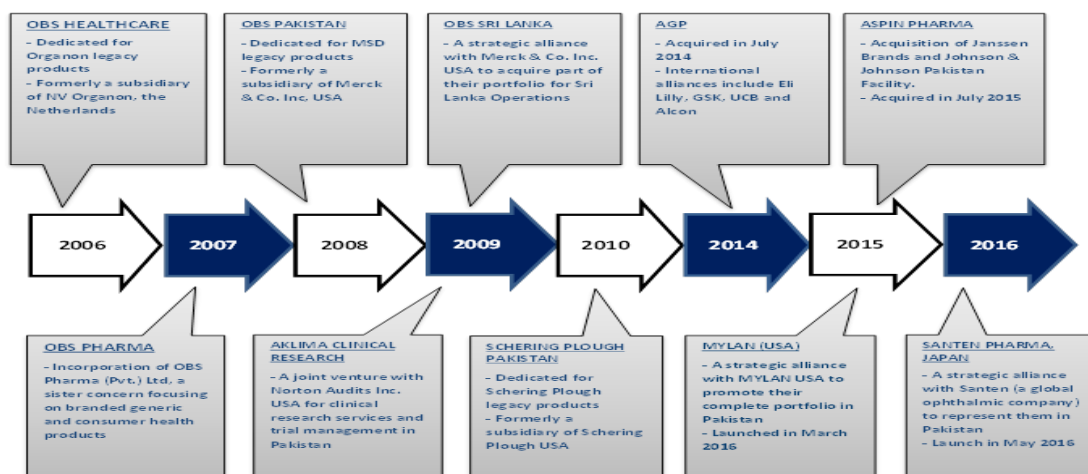 OBS HEALTHCARE
- Dedicated for
Organon legacy
products
- Formerly a subsidiary
of NV Organon, the
Netherlands
OBS PAKISTAN
- Dedicated for MSD
legacy products
- Formerly a
subsidiary of Merck
& Co. Inc, USA
OBS SRI LANKA
- A strategic alliance
with Merck & Co. Inc.
USA to acquire part of
their portfolio for Sri
Lanka Operations
AGP
- Acquired in July
2014
- International
alliances include Eli
Lilly, GSK, UCB and
Alcon
ASPIN PHARMA
- Acquisition of Janssen
Brands and Johnson &
Johnson Pakistan
Facility.
- Acquired in July 2015
2006
2007
2008
2009
2010
2014
2015
2016
OBS PHARMA
- Incorporation of OBS
Pharma (Pvt.) Ltd, a
sister concern focusing
on branded generic
and consumer health
products
AKLIMA CLINICAL
RESEARCH
- A joint venture with
Norton Audits Inc.
USA for clinical
research services and
trial management in
Pakistan
SCHERING PLOUGH
PAKISTAN
- Dedicated for
Schering Plough
legacy products
- Formerly a
subsidiary of Schering
Plough USA
MYLAN (USA)
- A strategic alliance
with MYLAN USA to
promote their
complete portfolio in
Pakistan
- Launched in March
2016
SANTEN PHARMA,
JAPAN
- A strategic alliance
with Santen (a global
ophthalmic company)
to represent them in
Pakistan
- Launch in May 2016